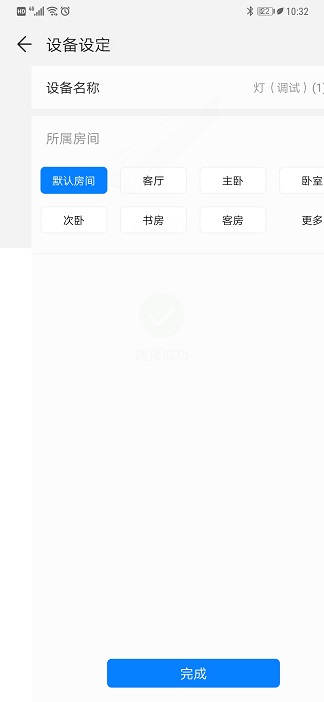 HD 46 10:32
设备设定
设备名称 灯（调试）(1)
所属房间
默认房间 客厅 主卧 卧室
次卧 书房 客房 更多
连接成功
完成